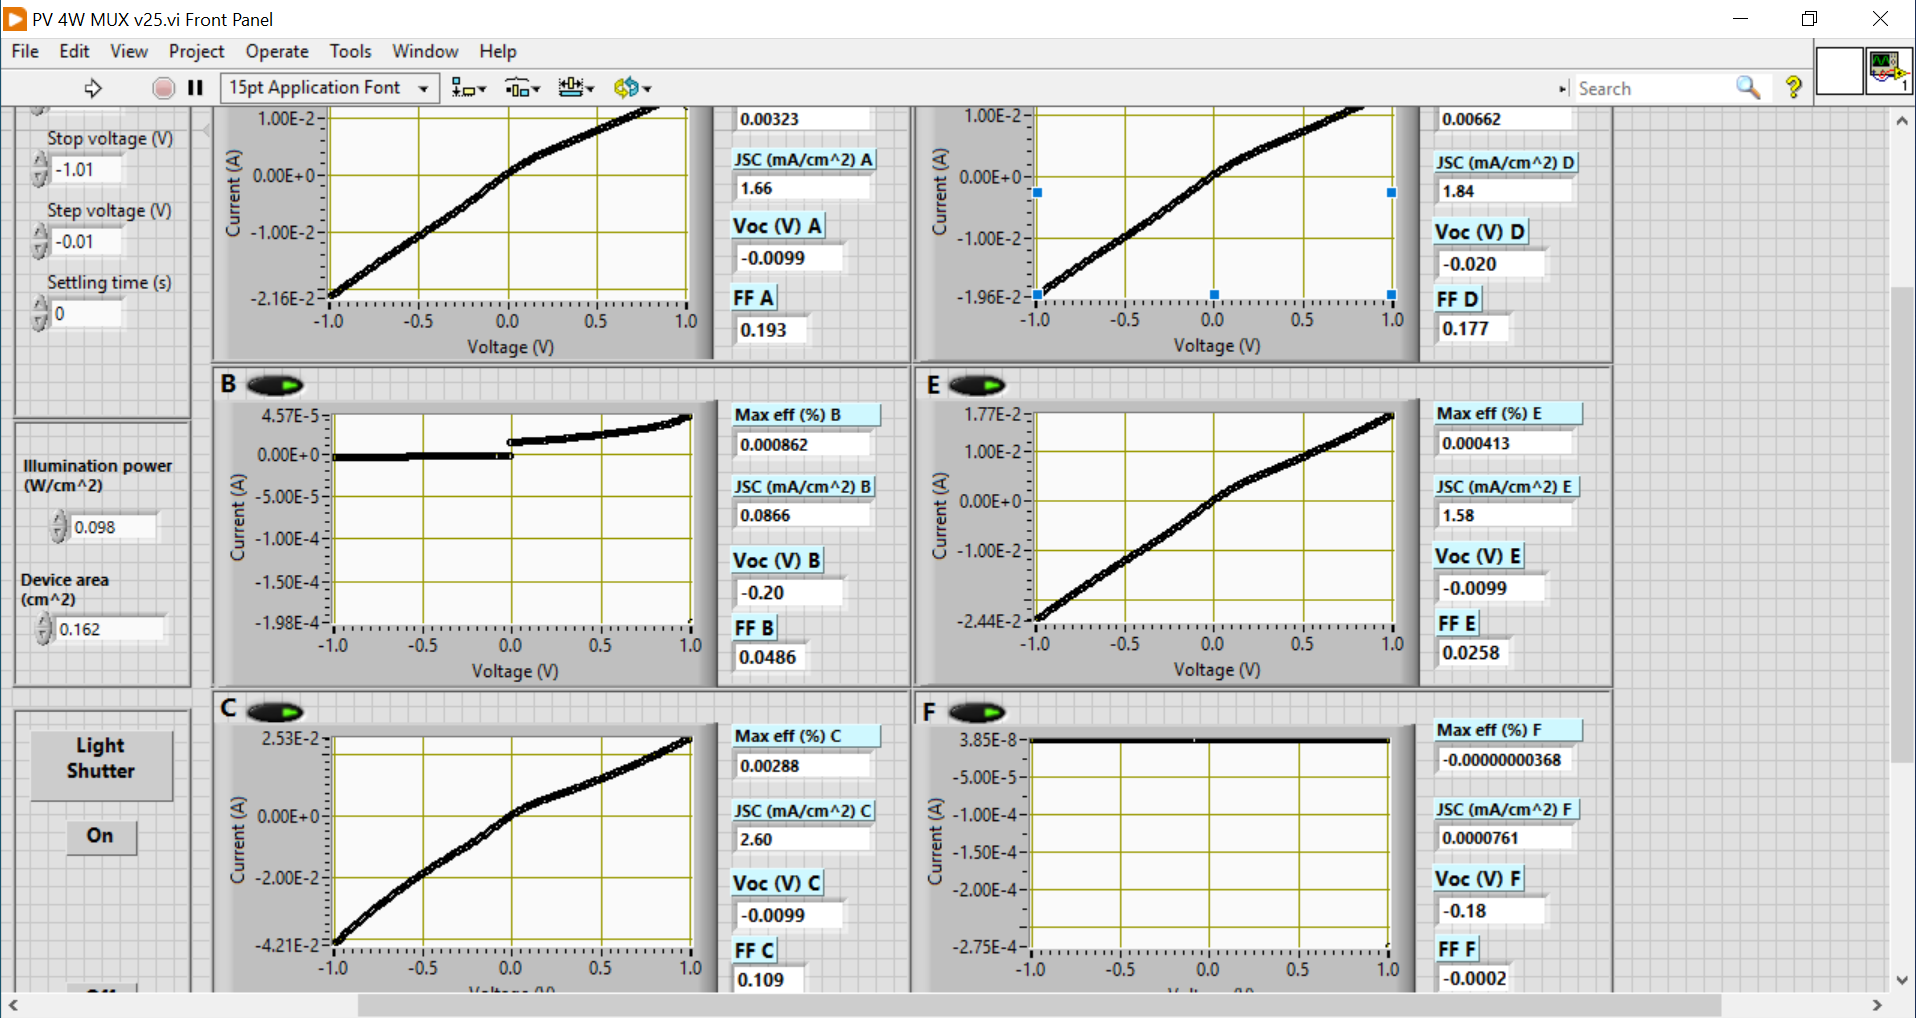 PV 4W MUX v25.vi Front Panel
File Edit View Project Operate Tools Window Help
15pt Application Font
Search
1
Stop voltage (V)
-1.01
Step voltage (V)
-0.01
Settling time (s)
0
Illumination power
(W/cm^2)
0.098
Device area
(cm^2)
0.162
Light
Shutter
On
Current (A)
1.00E-2
0.00E+0
-1.00E-2
-2.16E-2
-1.0 -0.5 0.0 0.5 1.0
Voltage (V)
0.00323
JSC (mA/cm^2) A
1.66
Voc (V) A
-0.0099
FF A
0.193
Current (A)
1.00E-2
0.00E+0
-1.00E-2
-1.96E-2
-1.0 -0.5 0.0 0.5 1.0
Voltage (V)
0.00662
JSC (mA/cm^2) D
1.84
Voc (V) D
-0.020
FF D
0.177
B
Current (A)
4.57E-5
0.00E+0
-5.00E-5
-1.00E-4
-1.50E-4
-1.98E-4
-1.0 -0.5 0.0 0.5 1.0
Voltage (V)
Max eff (%) B
0.000862
JSC (mA/cm^2) B
0.0866
Voc (V) B
-0.20
FF B
0.0486
E
Current (A)
1.77E-2
1.00E-2
0.00E+0
-1.00E-2
-2.44E-2
-1.0 -0.5 0.0 0.5 1.0
Voltage (V)
Max eff (%) E
0.000413
JSC (mA/cm^2) E
1.58
Voc (V) E
-0.0099
FF E
0.0258
C
Current (A)
2.53E-2
0.00E+0
-2.00E-2
-4.21E-2
-1.0 -0.5 0.0 0.5 1.0
Max eff (%) C
0.00288
JSC (mA/cm^2) C
2.60
Voc (V) C
-0.0099
FF C
0.109
F
Current (A)
3.85E-8
-5.00E-5
-1.00E-4
-1.50E-4
-2.00E-4
-2.75E-4
-1.0 -0.5 0.0 0.5 1.0
Max eff (%) F
-0.00000000368
JSC (mA/cm^2) F
0.0000761
Voc (V) F
-0.18
FF F
-0.0002